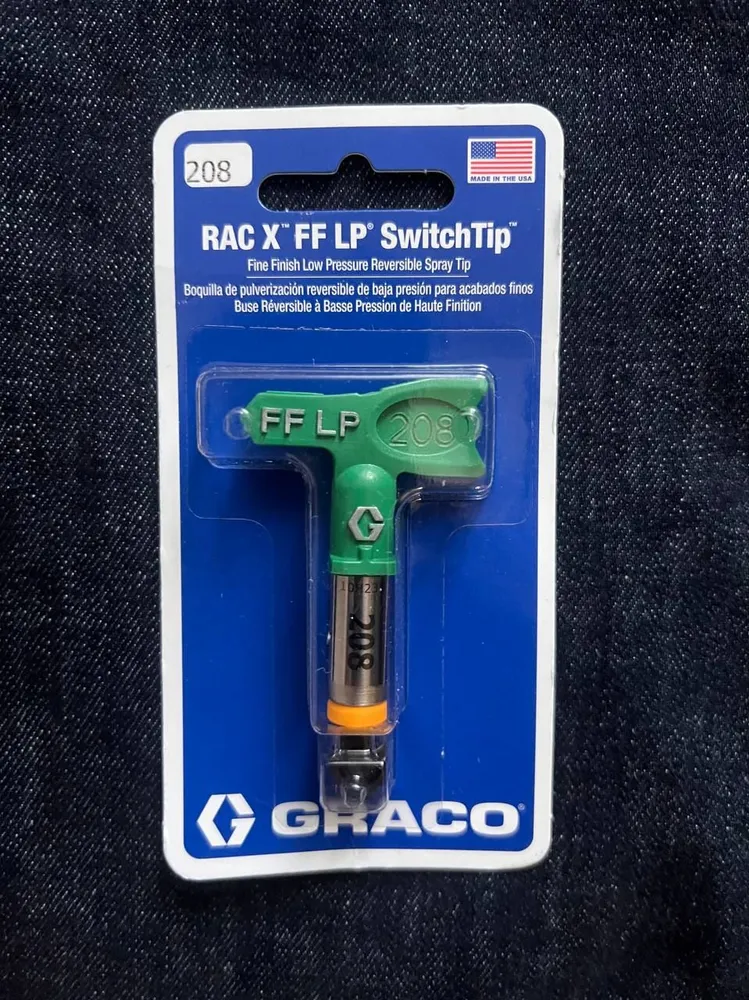 208
MADE IN THE USA
RAC X™ FF LP® SwitchTip™
Fine Finish Low Pressure Reversible Spray Tip
Boquilla de pulverización reversible de baja presión para acabados finos
Buse Réversible à Basse Pression de Haute Finition
FF LP 208
G
208
GRACO®